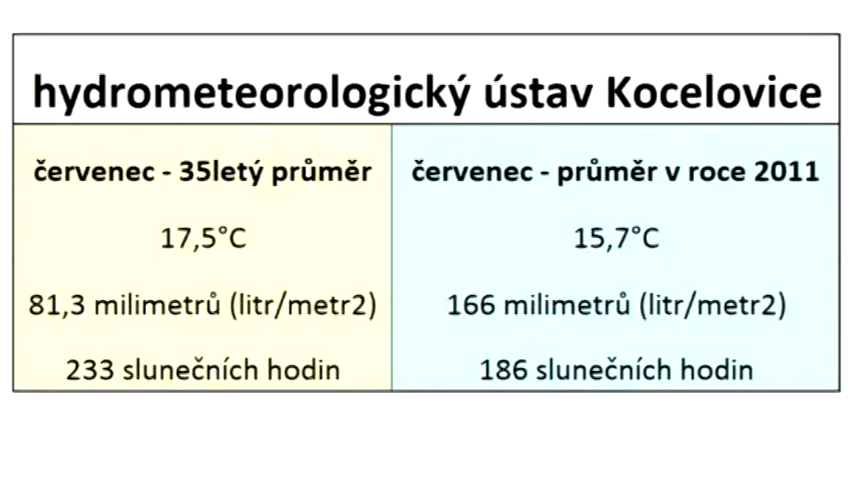 hydrometeorologický ústav Kocelovice
červenec - 35letý průměr
17,5°C
81,3 milimetrů (litr/metr2)
233 slunečních hodin
červenec - průměr v roce 2011
15,7°C
166 milimetrů (litr/metr2)
186 slunečních hodin